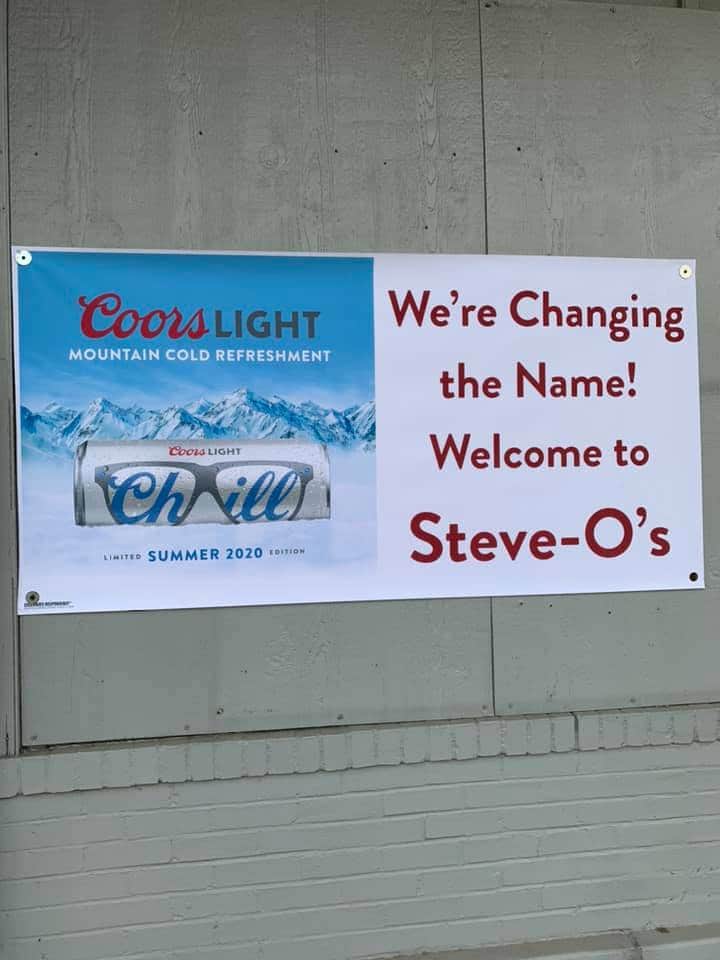 Coors LIGHT
MOUNTAIN COLD REFRESHMENT
Coors LIGHT
Chill
LIMITED SUMMER 2020 EDITION
We're Changing
the Name!
Welcome to
Steve-O's